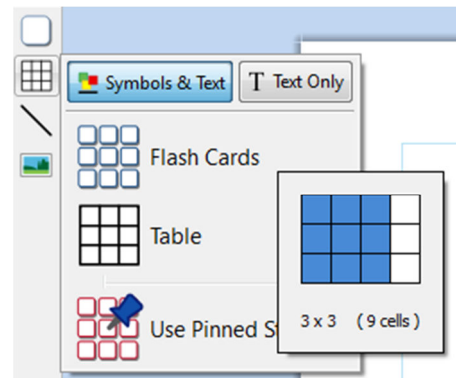 Symbols & Text
T Text Only
Flash Cards
Table
Use Pinned
3 x 3 ( 9 cells )